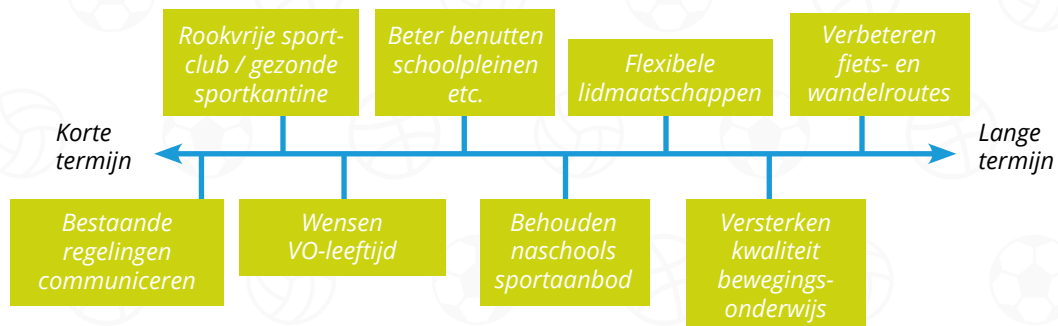 Rookvrije sport-
club / gezonde
sportkantine
Beter benutten
schoolpleinen
etc.
Flexibele
lidmaatschappen
Verbeteren
fiets- en
wandelroutes
Korte
termijn
Lange
termijn
Bestaande
regelingen
communiceren
Wensen
VO-leeftijd
Behouden
naschools
sportaanbod
Versterken
kwaliteit
bewegings-
onderwijs